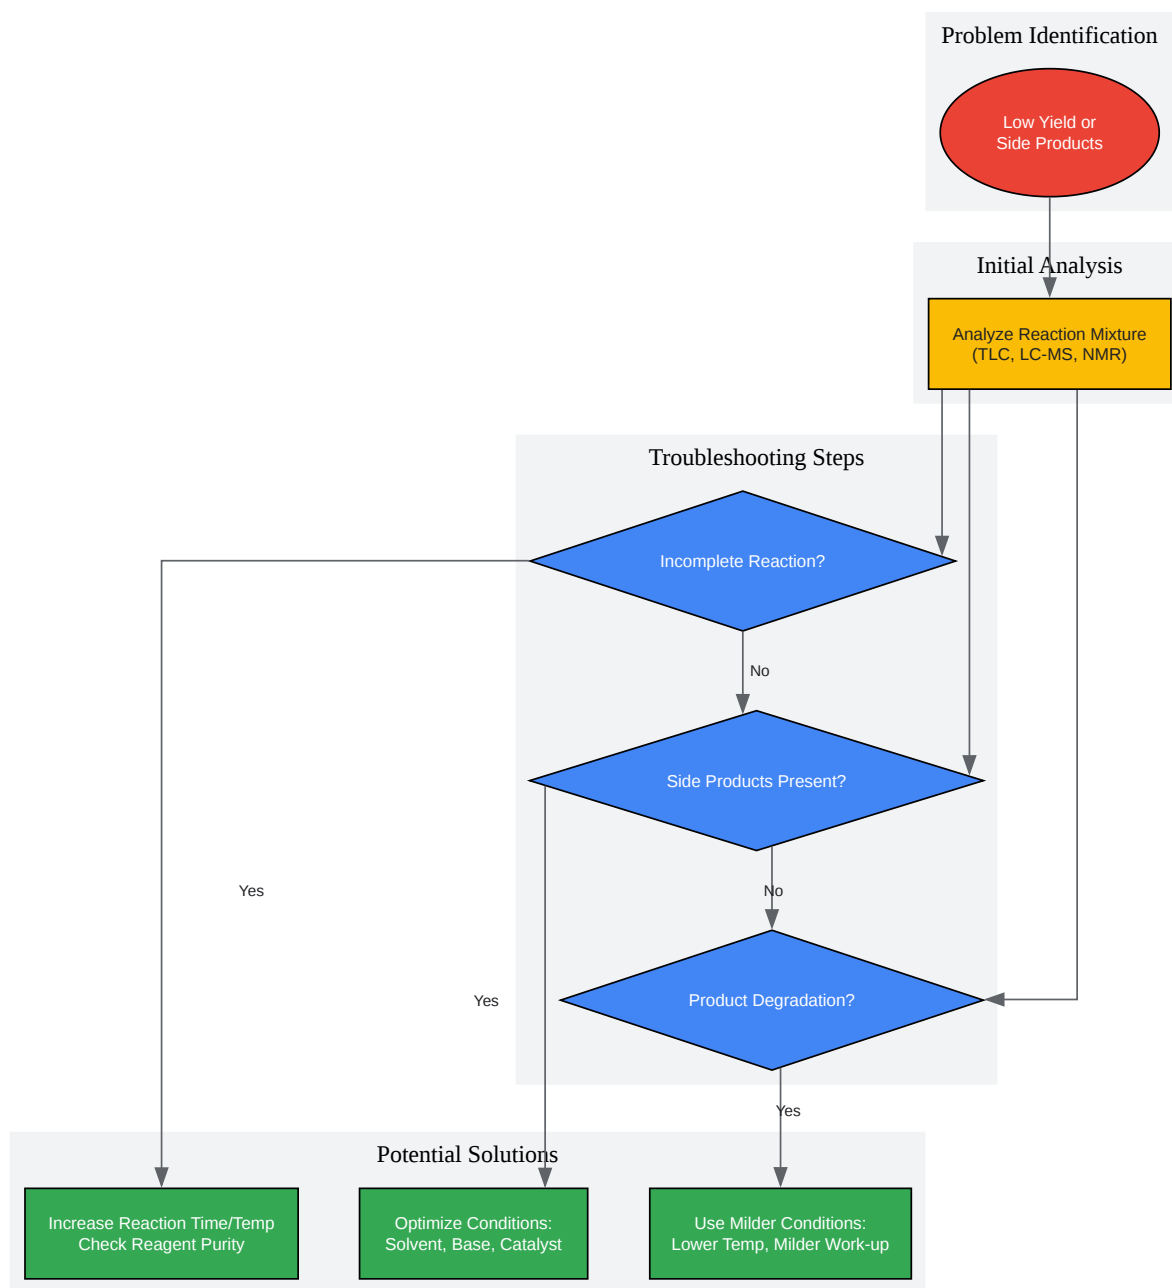 Problem Identification
Low Yield or
Side Products
Initial Analysis
Analyze Reaction Mixture
(TLC, LC-MS, NMR)
Troubleshooting Steps
Incomplete Reaction?
No
Side Products Present?
Yes
No
Yes
Product Degradation?
Yes
Potential Solutions
Increase Reaction Time/Temp
Check Reagent Purity
Optimize Conditions:
Solvent, Base, Catalyst
Use Milder Conditions:
Lower Temp, Milder Work-up